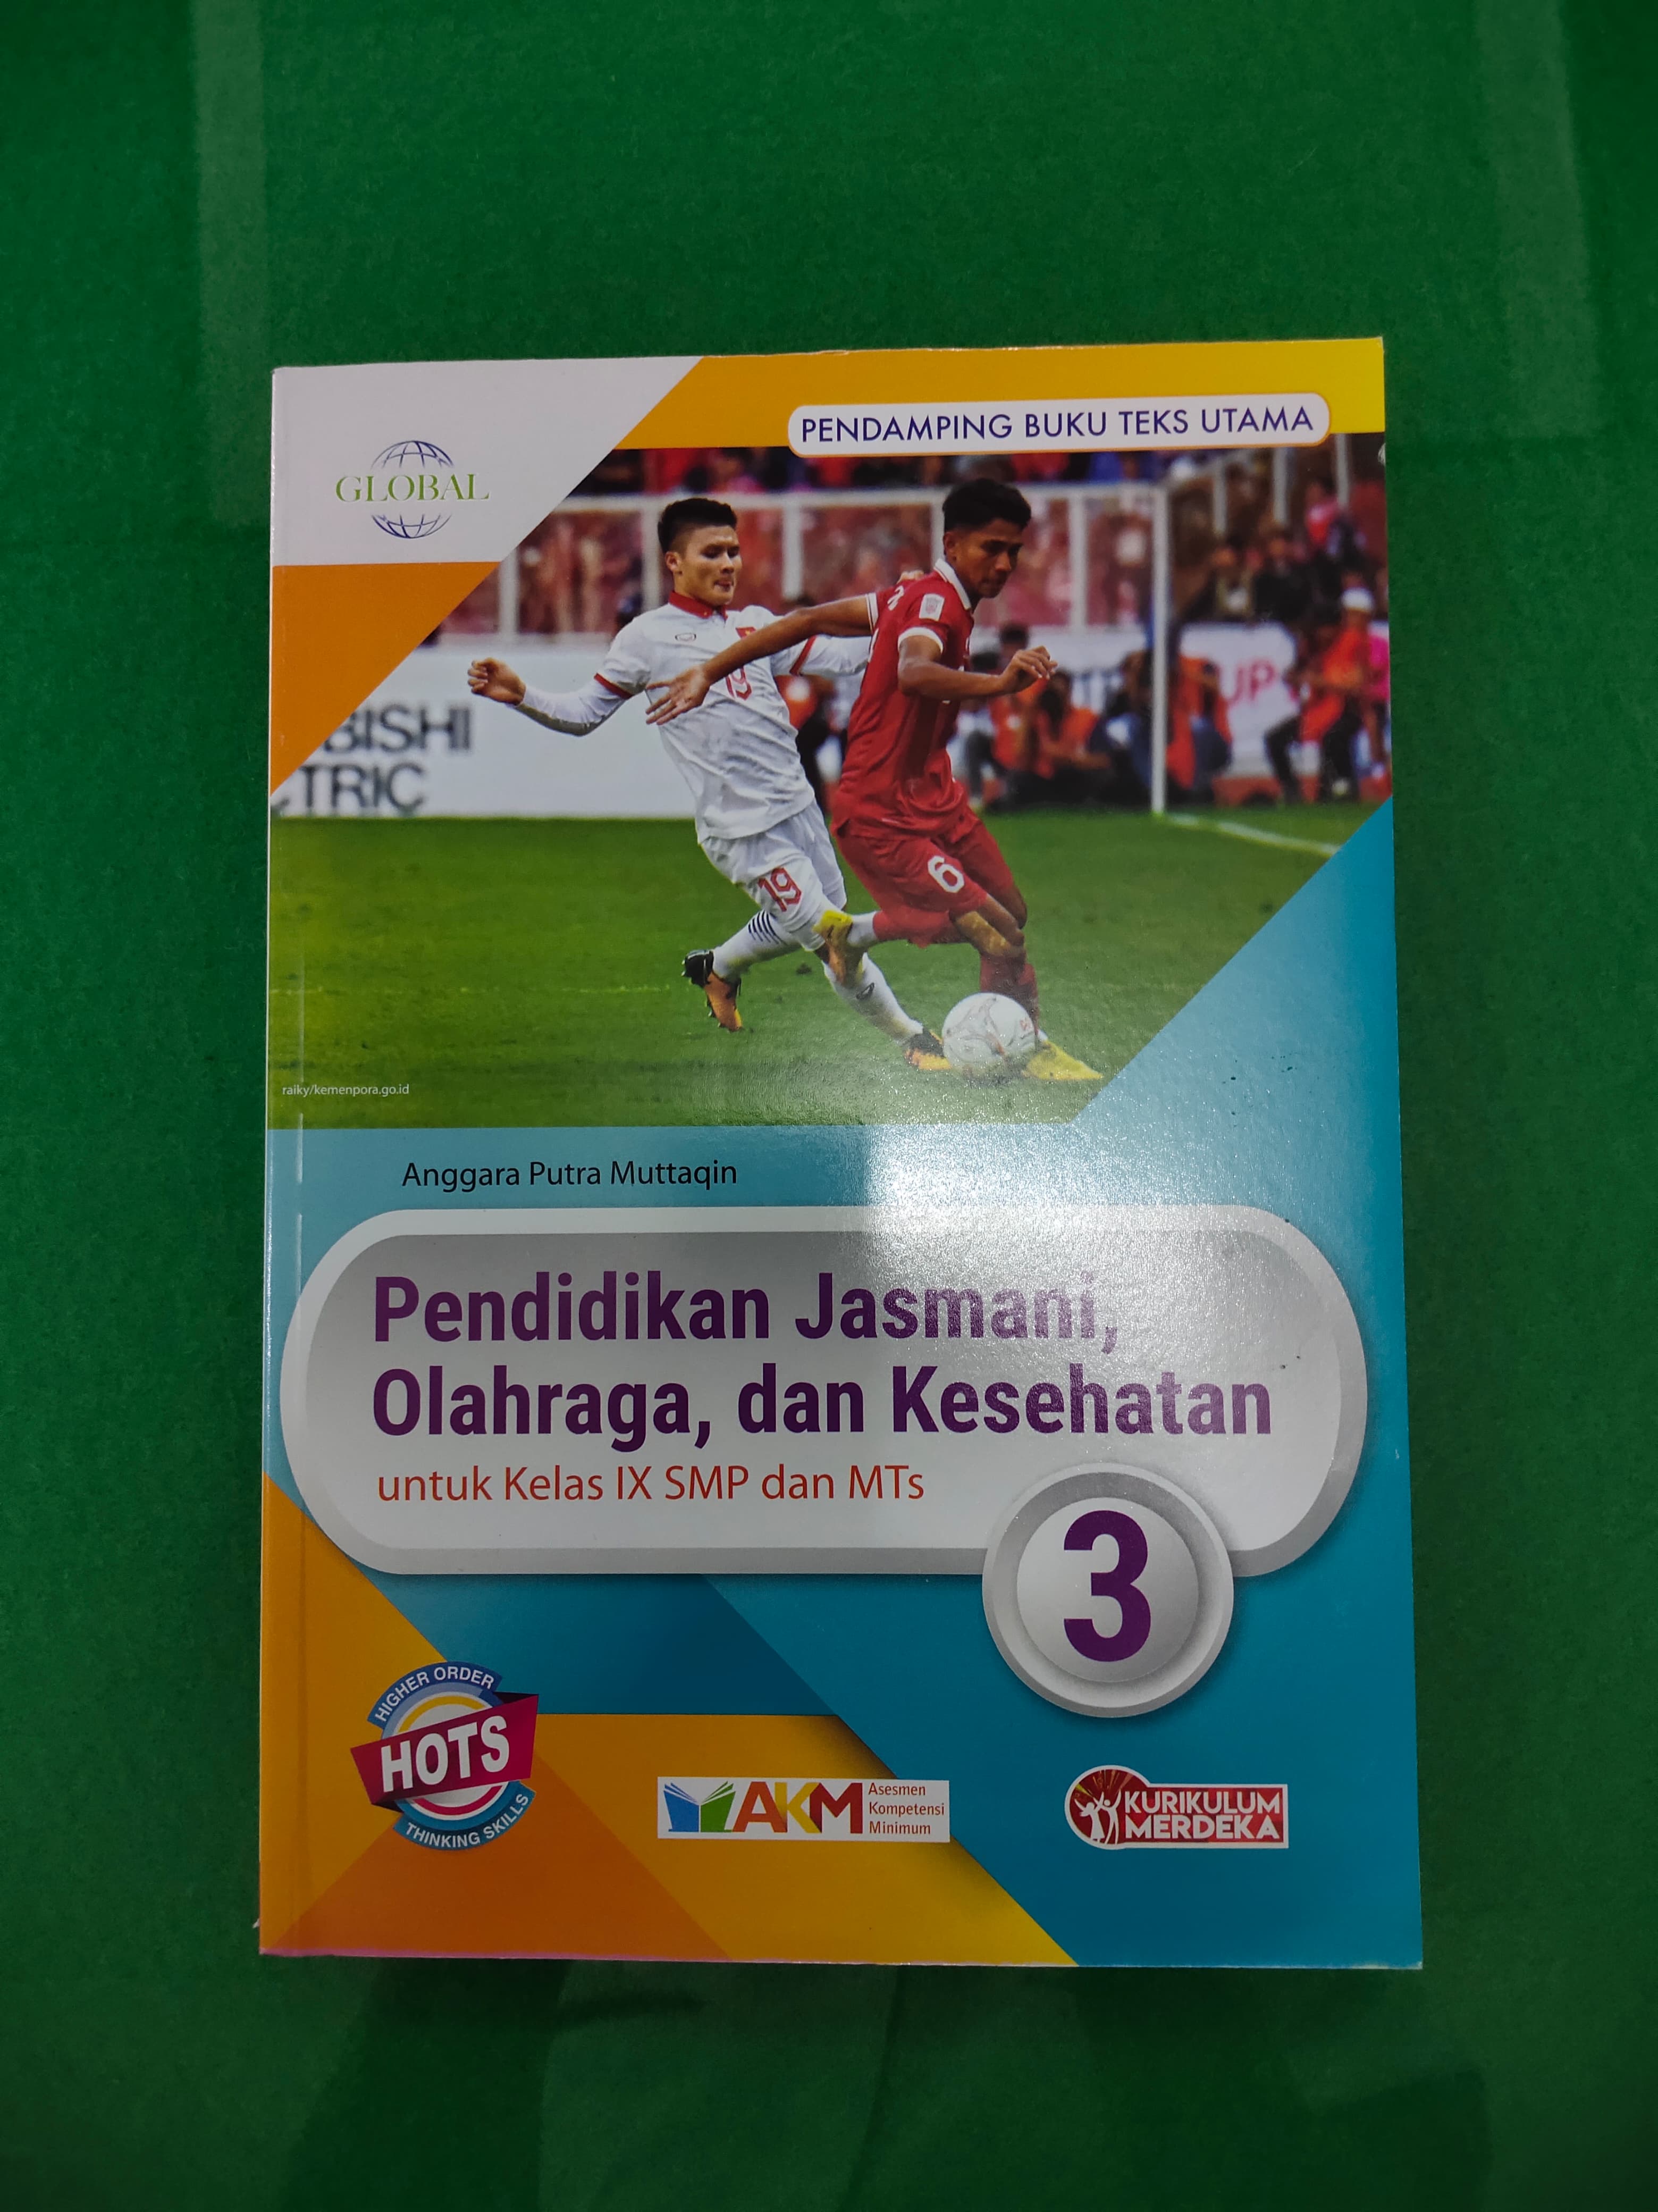 GLOBAL
PENDAMPING BUKU TEKS UTAMA
BISHI
TRIC
UP
19
19
6
raiky/kemenpora.go.id
Anggara Putra Muttaqin
Pendidikan Jasmani,
Olahraga, dan Kesehatan
untuk Kelas IX SMP dan MTs
3
HIGHER ORDER
HOTS
THINKING SKILLS
AKM
Asesmen
Kompetensi
Minimum
KURIKULUM
MERDEKA